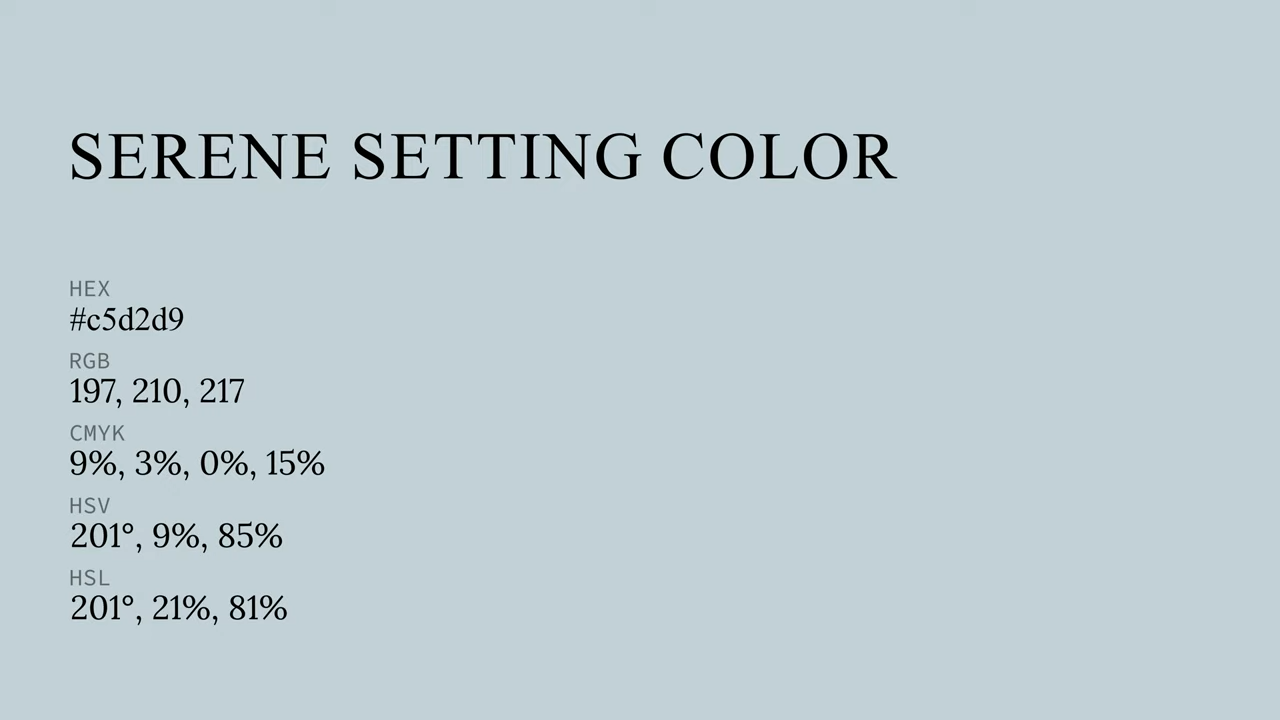 SERENE SETTING COLOR
HEX
#c5d2d9
RGB
197, 210, 217
CMYK
9%, 3%, 0%, 15%
HSV
201°, 9%, 85%
HSL
201°, 21%, 81%